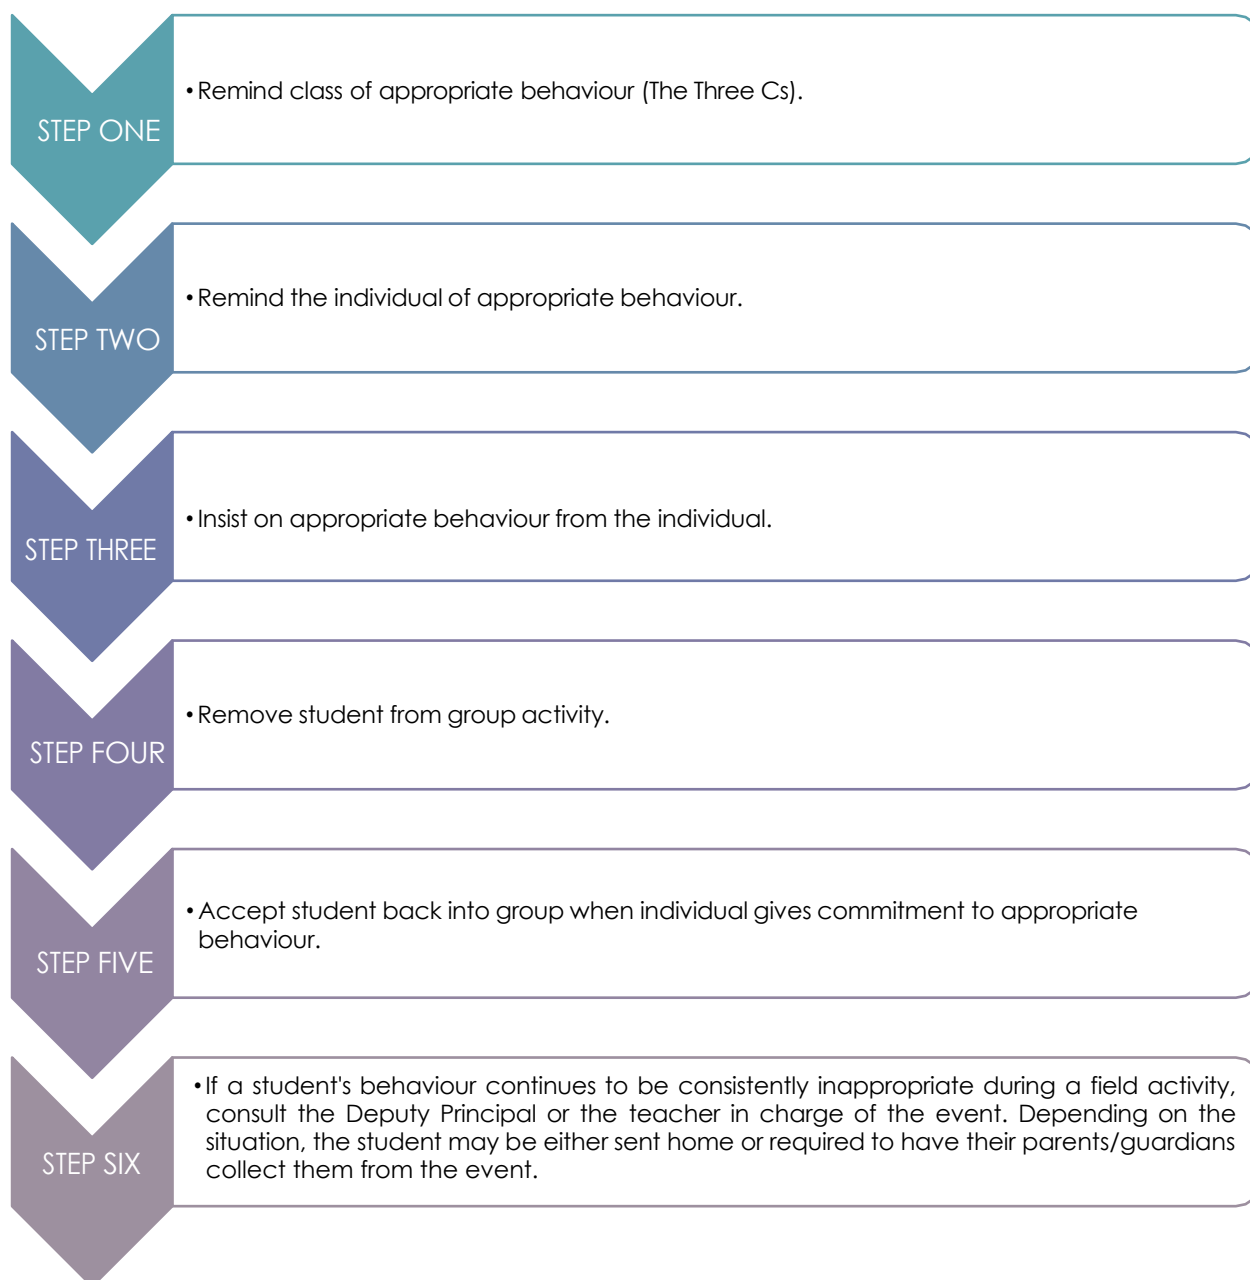 STEP ONE
• Remind class of appropriate behaviour (The Three Cs).
STEP TWO
• Remind the individual of appropriate behaviour.
STEP THREE
• Insist on appropriate behaviour from the individual.
STEP FOUR
• Remove student from group activity.
STEP FIVE
• Accept student back into group when individual gives commitment to appropriate
behaviour.
STEP SIX
• If a student's behaviour continues to be consistently inappropriate during a field activity,
consult the Deputy Principal or the teacher in charge of the event. Depending on the
situation, the student may be either sent home or required to have their parents/guardians
collect them from the event.